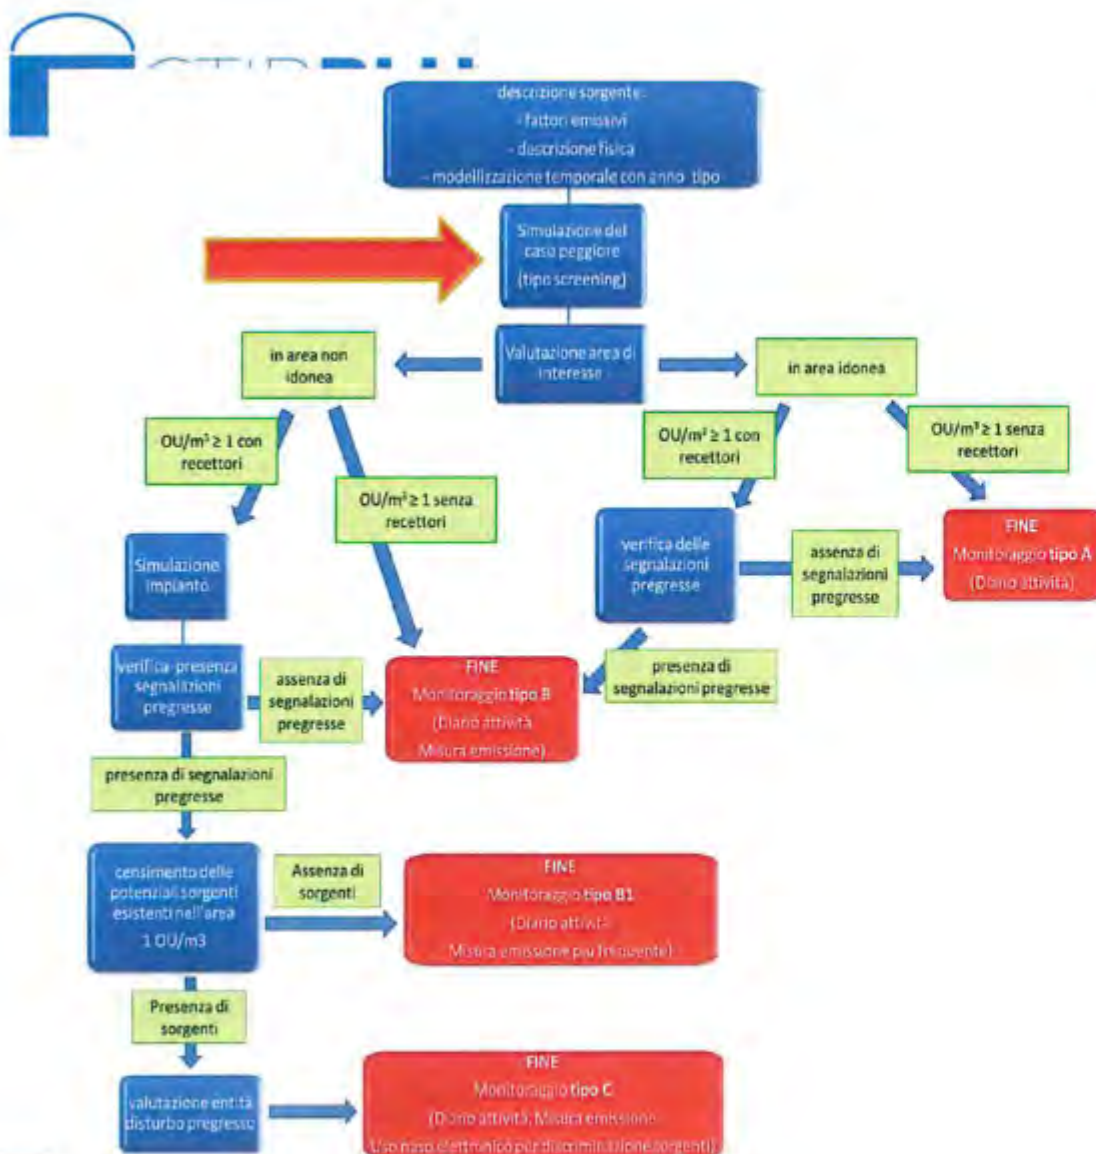 descrizione sorgente:
- fattori emissivi
- descrizione fisica
- modellizzazione temporale con anno tipo
Simulazione del
caso peggiore
(tipo screening)
Valutazione area di
interesse
in area non
idonea
in area idonea
OU/m³ ≥ 1 con
recettori
OU/m³ ≥ 1 senza
recettori
OU/m³ ≥ 1 con
recettori
OU/m³ ≥ 1 senza
recettori
Simulazione
impianto
verifica delle
segnalazioni
pregresse
assenza di
segnalazioni
pregresse
FINE
Monitoraggio tipo A
(Diario attività)
verifica presenza
segnalazioni
pregresse
assenza di
segnalazioni
pregresse
FINE
Monitoraggio tipo B
(Diario attività
Misura emissione)
presenza di
segnalazioni pregresse
presenza di segnalazioni
pregresse
censimento delle
potenziali sorgenti
esistenti nell'area
1 OU/m3
Assenza di
sorgenti
FINE
Monitoraggio tipo B1
(Diario attività
Misura emissione più frequente)
Presenza di
sorgenti
valutazione entità
disturbo pregresso
FINE
Monitoraggio tipo C
(Diario attività, Misura emissione
Uso naso elettronico per discriminazione sorgenti)